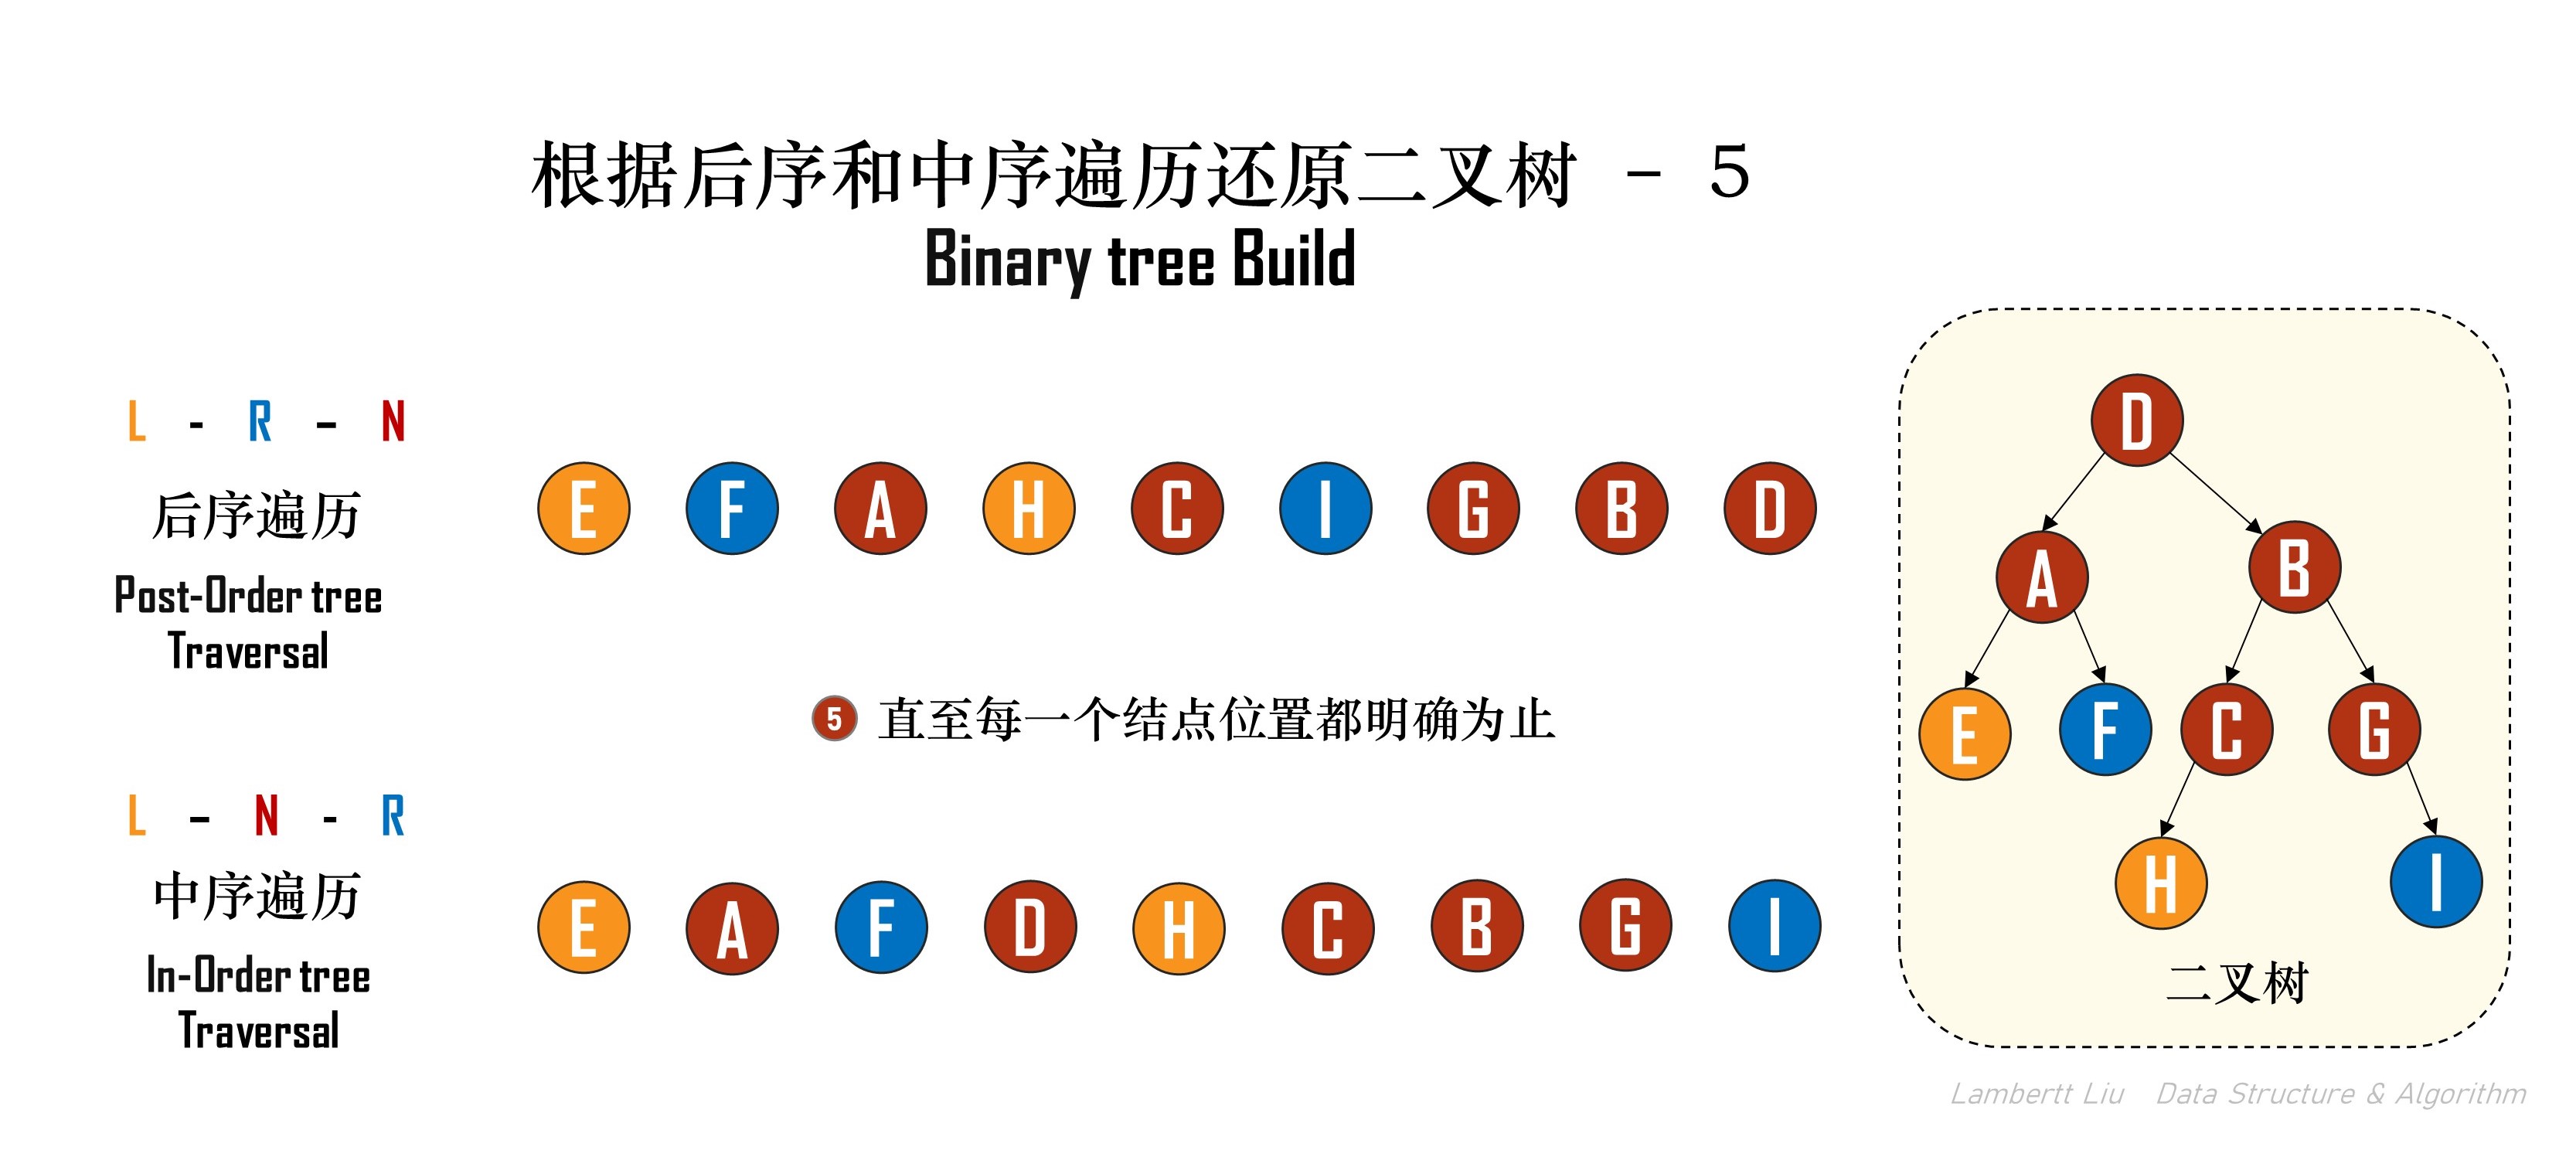 根据后序和中序遍历还原二叉树 - 5
Binary tree Build
L - R - N
后序遍历
Post-Order tree
Traversal
E F A H C I G B D
5 直至每一个结点位置都明确为止
L - N - R
中序遍历
In-Order tree
Traversal
E A F D H C B G I
D
A B
E F C G
H I
二叉树
Lambertt Liu Data Structure & Algorithm